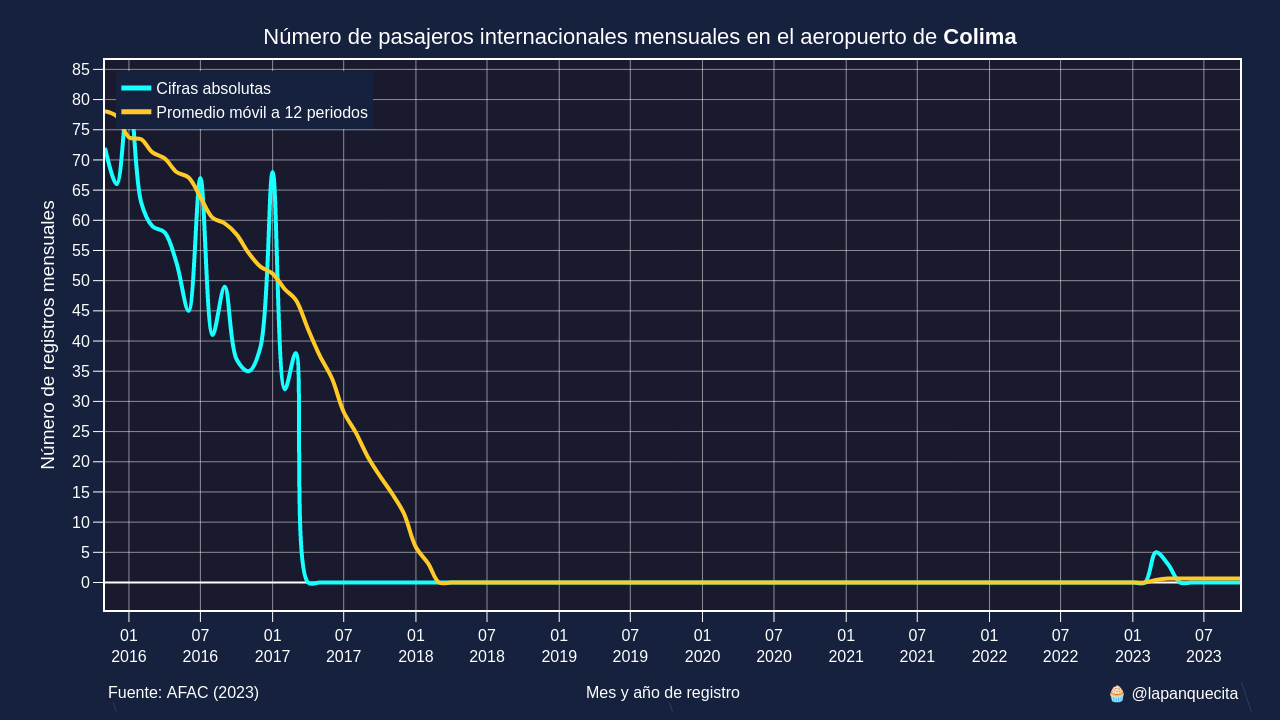 Número de pasajeros internacionales mensuales en el aeropuerto de Colima
Cifras absolutas
Promedio móvil a 12 periodos
Número de registros mensuales
85
80
75
70
65
60
55
50
45
40
35
30
25
20
15
10
5
0
01 07 01 07 01 07 01 07 01 07 01 07 01 07 01 07
2016 2016 2017 2017 2018 2018 2019 2019 2020 2020 2021 2021 2022 2022 2023 2023
Fuente: AFAC (2023)
Mes y año de registro
🧁 @lapanquecita